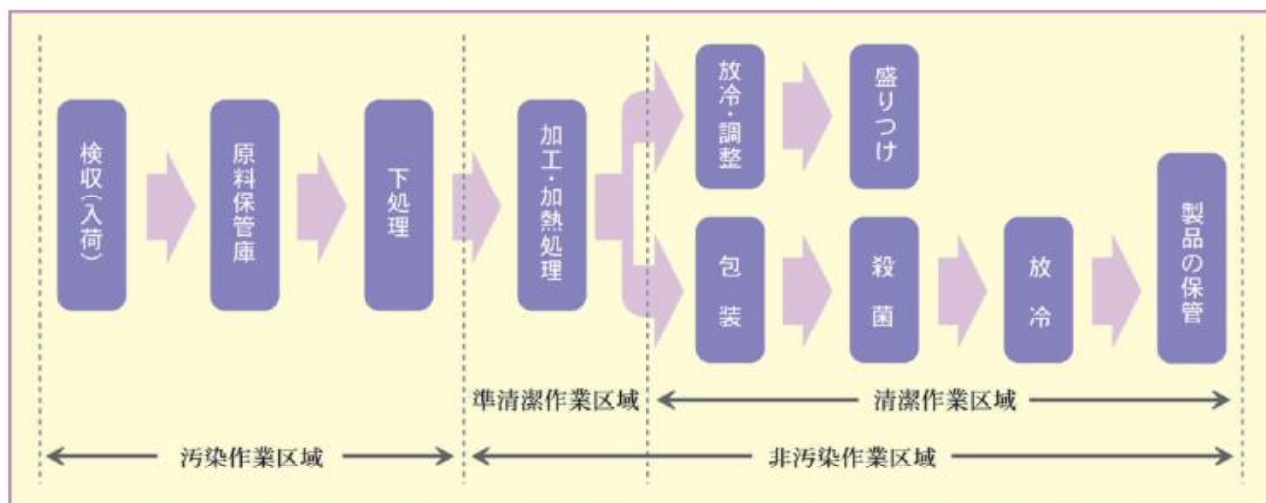 検収(入荷)
原料保管庫
下処理
加工・加熱処理
放冷・調整
盛りつけ
包装
殺菌
放冷
製品の保管
準清潔作業区域
清潔作業区域
汚染作業区域
非汚染作業区域